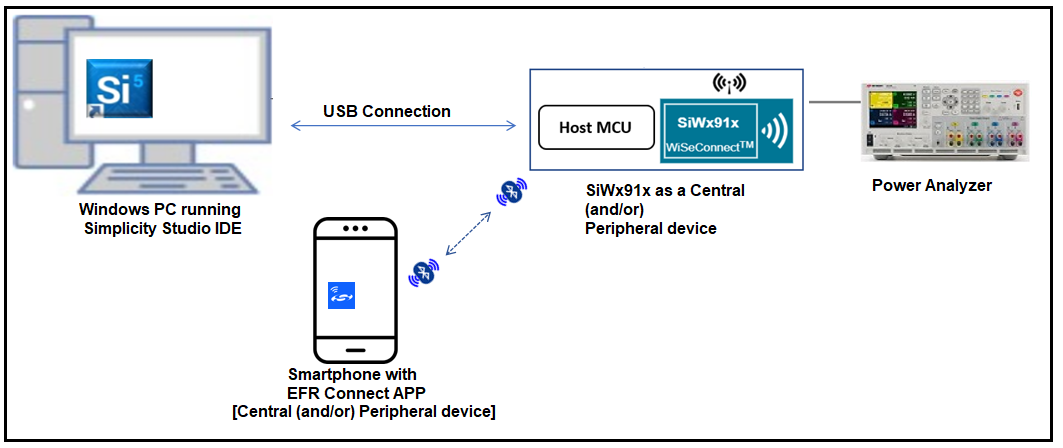 Si 5
USB Connection
Host MCU
SiWx91x
WiSeConnect™
Windows PC running
Simplicity Studio IDE
SiWx91x as a Central
(and/or)
Peripheral device
Power Analyzer
Smartphone with
EFR Connect APP
[Central (and/or) Peripheral device]